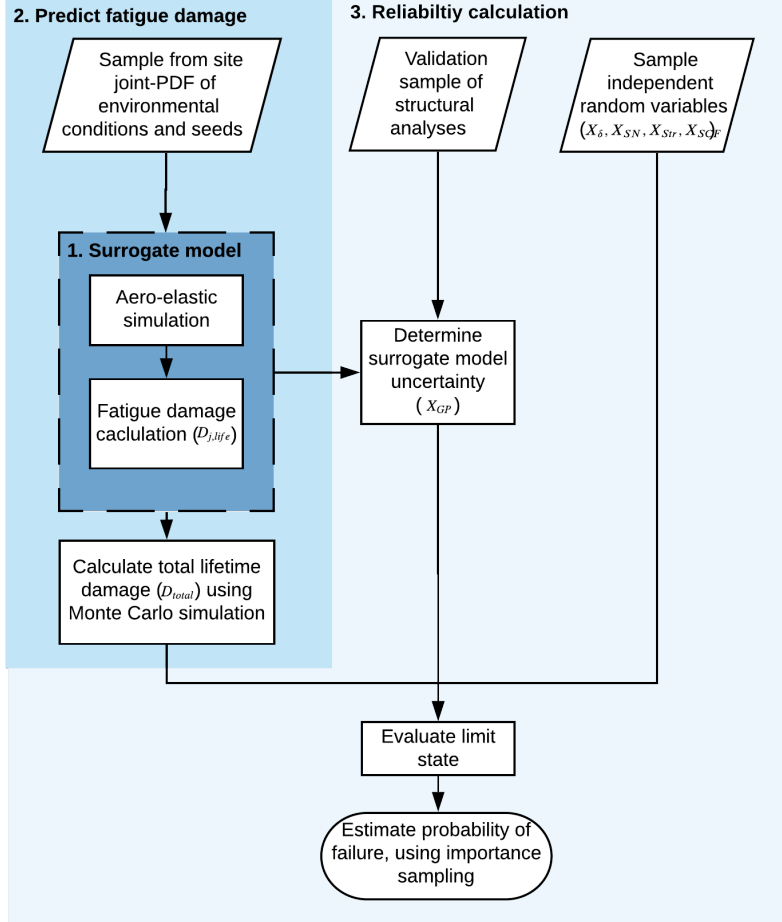 2. Predict fatigue damage
3. Reliabiltiy calculation
Sample from site
joint-PDF of
environmental
conditions and seeds
Validation
sample of
structural
analyses
Sample
independent
random variables
(X_δ, X_SN, X_Str, X_SCF)
1. Surrogate model
Aero-elastic
simulation
Fatigue damage
caclulation (D_j,life)
Determine
surrogate model
uncertainty
( X_GP )
Calculate total lifetime
damage (D_total) using
Monte Carlo simulation
Evaluate limit
state
Estimate probability of
failure, using importance
sampling